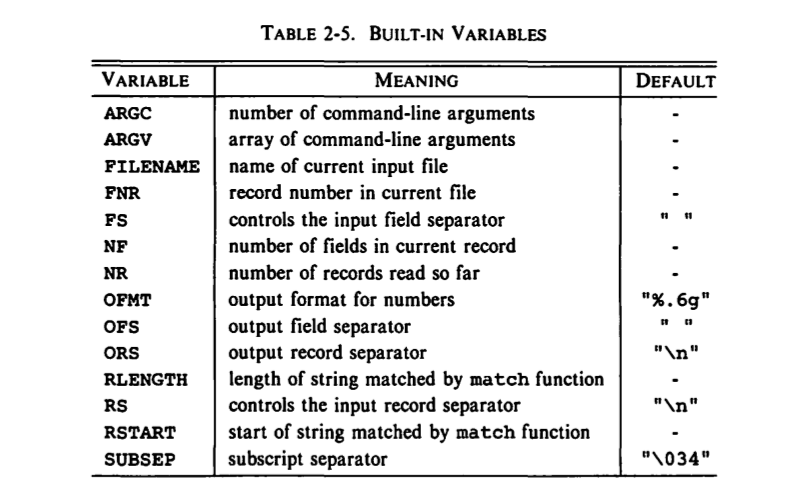 TABLE 2-5. BUILT-IN VARIABLES
VARIABLE MEANING DEFAULT
ARGC number of command-line arguments -
ARGV array of command-line arguments -
FILENAME name of current input file -
FNR record number in current file -
FS controls the input field separator " "
NF number of fields in current record -
NR number of records read so far -
OFMT output format for numbers "%.6g"
OFS output field separator " "
ORS output record separator "\n"
RLENGTH length of string matched by match function -
RS controls the input record separator "\n"
RSTART start of string matched by match function -
SUBSEP subscript separator "\034"